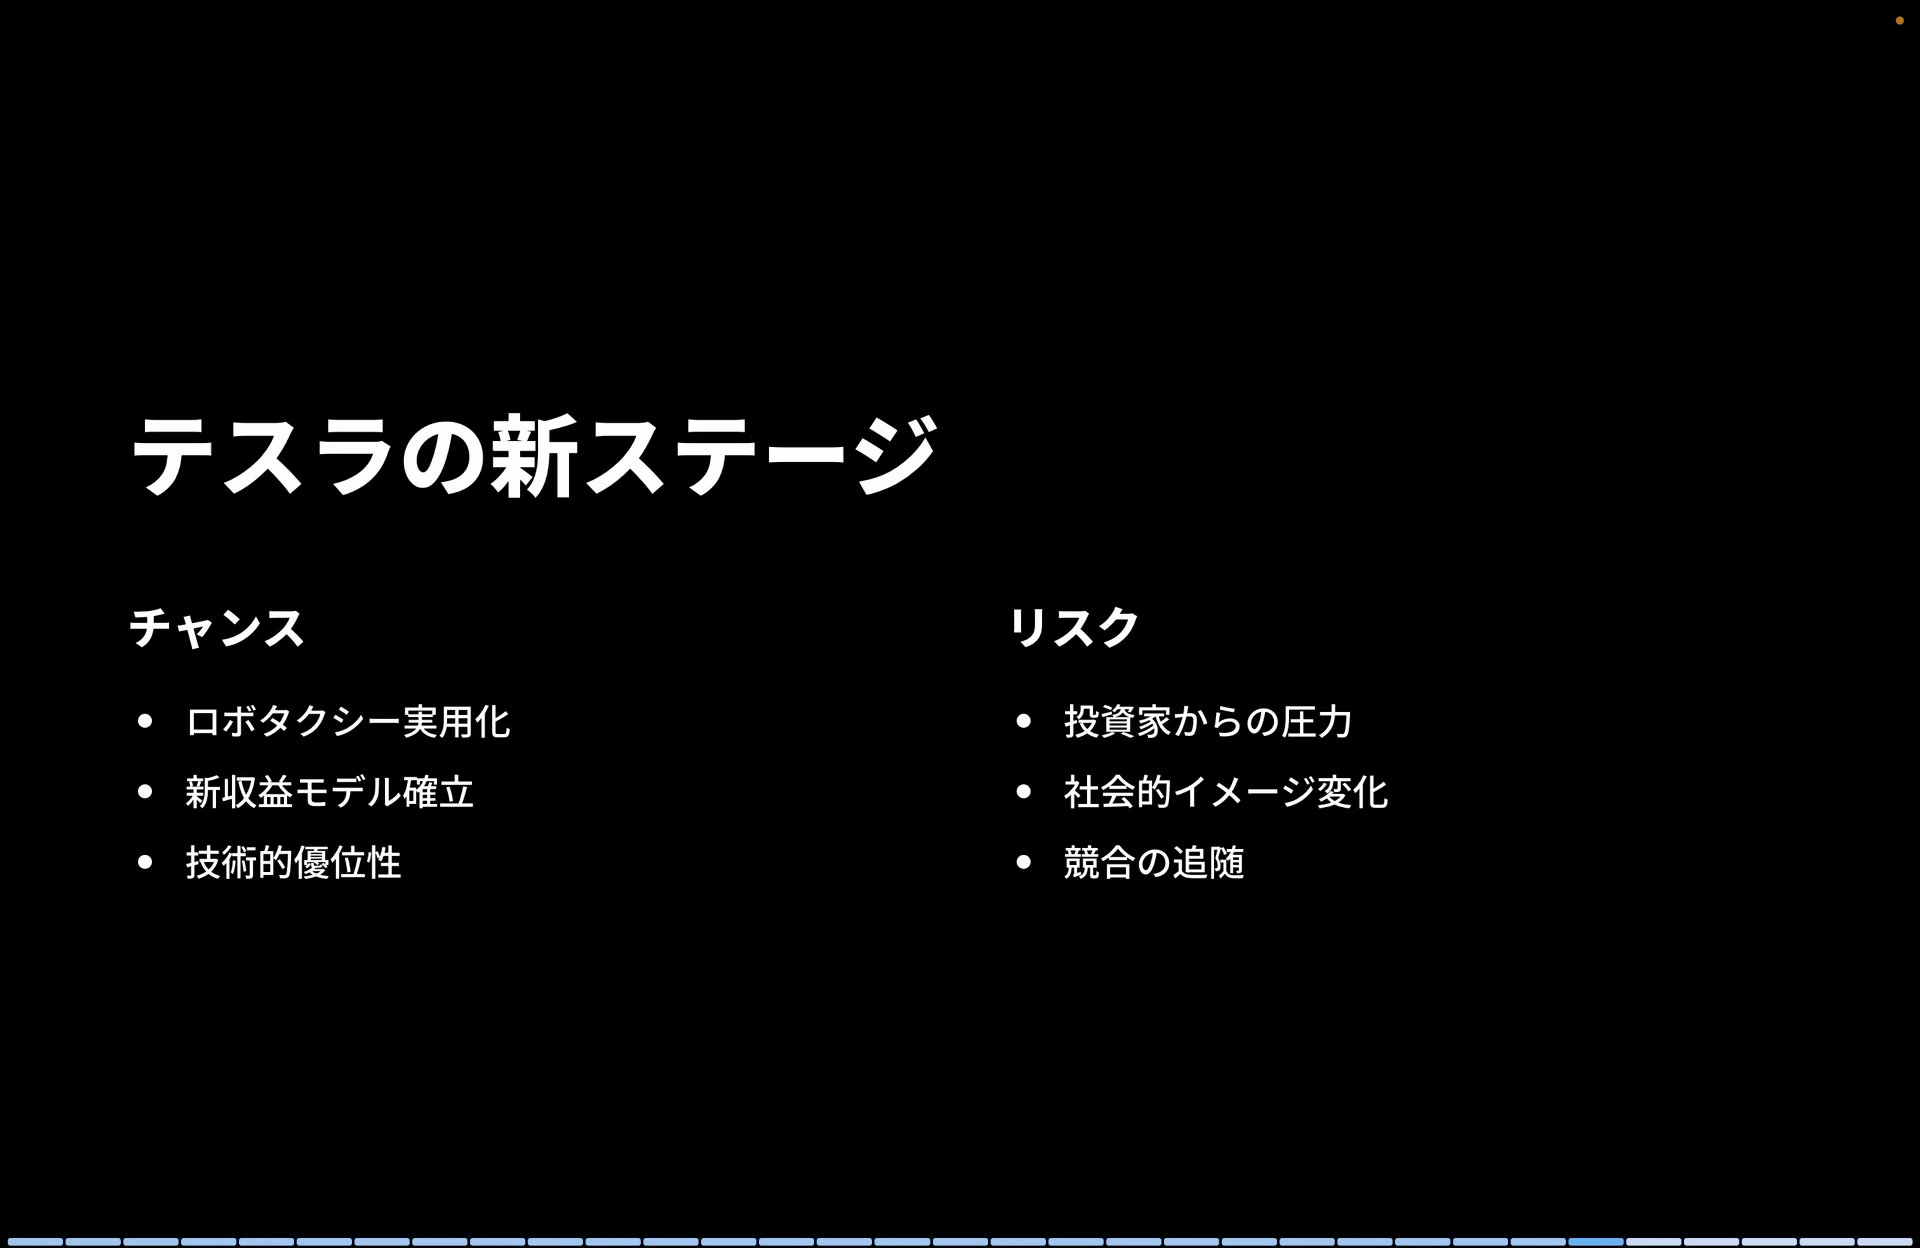 テスラの新ステージ
チャンス
• ロボタクシー実用化
• 新収益モデル確立
• 技術的優位性
リスク
• 投資家からの圧力
• 社会的イメージ変化
• 競合の追随